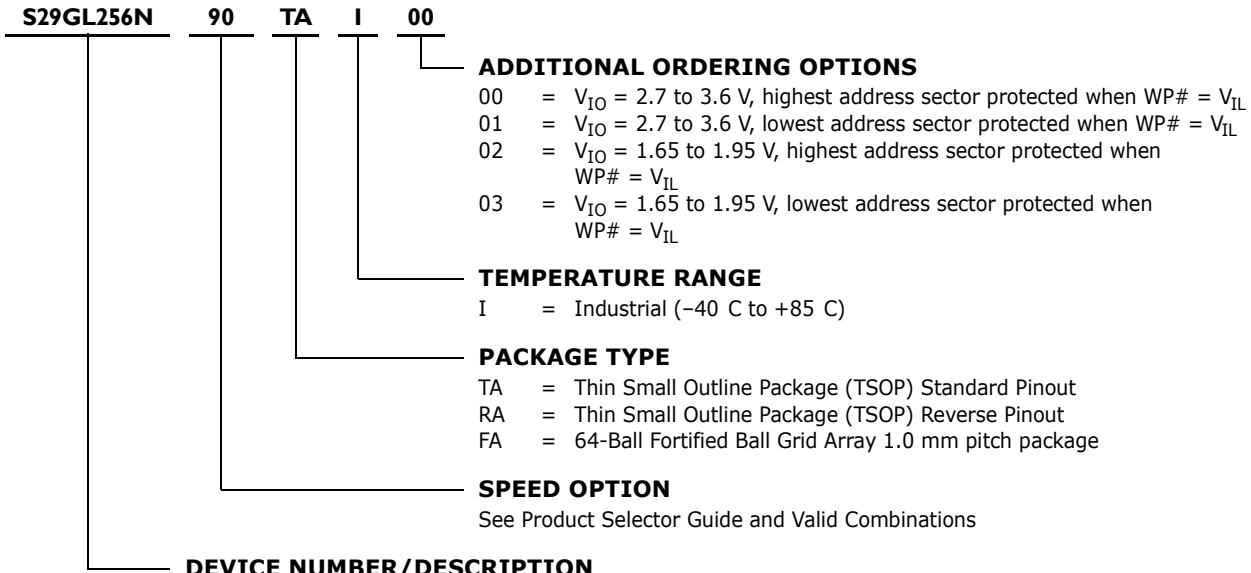 S29GL256N 90 TA I 00
ADDITIONAL ORDERING OPTIONS
00 = VIO = 2.7 to 3.6 V, highest address sector protected when WP# = VIL
01 = VIO = 2.7 to 3.6 V, lowest address sector protected when WP# = VIL
02 = VIO = 1.65 to 1.95 V, highest address sector protected when
WP# = VIL
03 = VIO = 1.65 to 1.95 V, lowest address sector protected when
WP# = VIL
TEMPERATURE RANGE
I = Industrial (–40 C to +85 C)
PACKAGE TYPE
TA = Thin Small Outline Package (TSOP) Standard Pinout
RA = Thin Small Outline Package (TSOP) Reverse Pinout
FA = 64-Ball Fortified Ball Grid Array 1.0 mm pitch package
SPEED OPTION
See Product Selector Guide and Valid Combinations
DEVICE NUMBER/DESCRIPTION